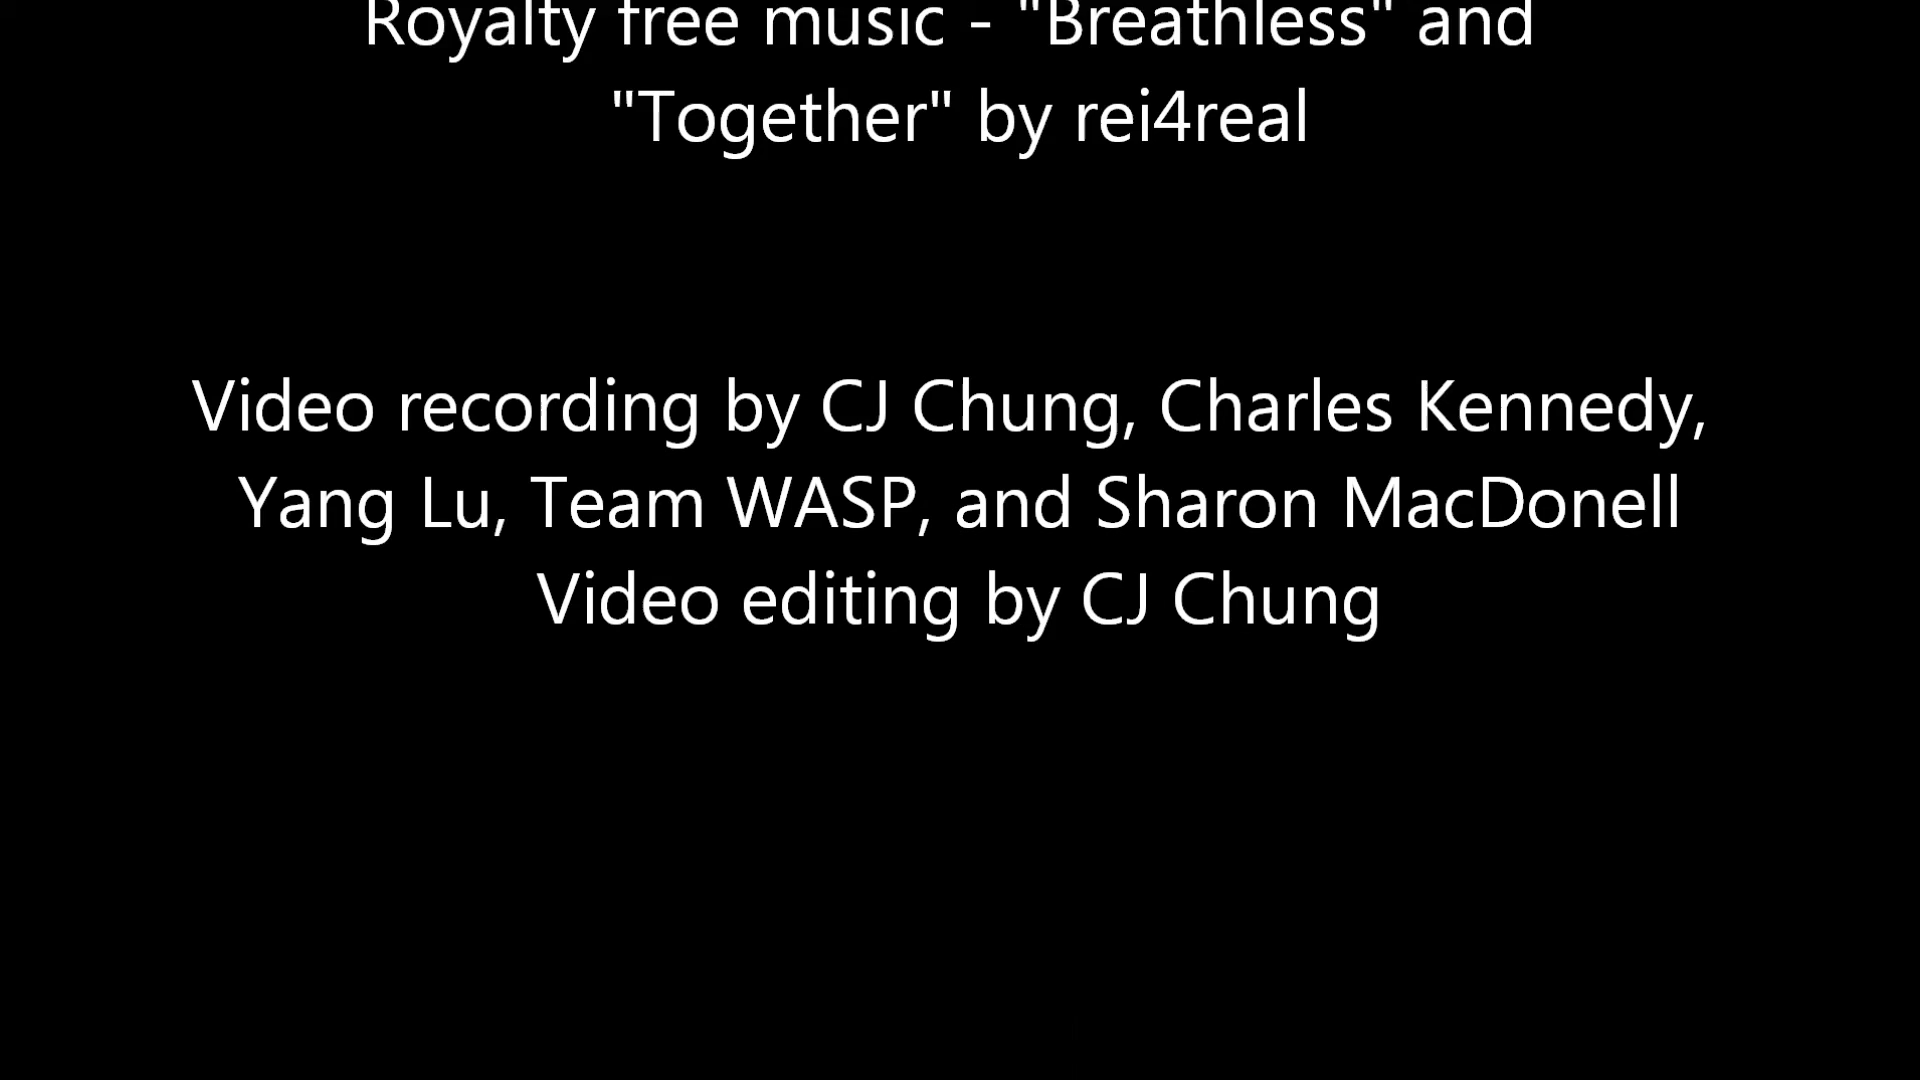 Royalty free music - "Breathless" and
"Together" by rei4real
Video recording by CJ Chung, Charles Kennedy,
Yang Lu, Team WASP, and Sharon MacDonell
Video editing by CJ Chung